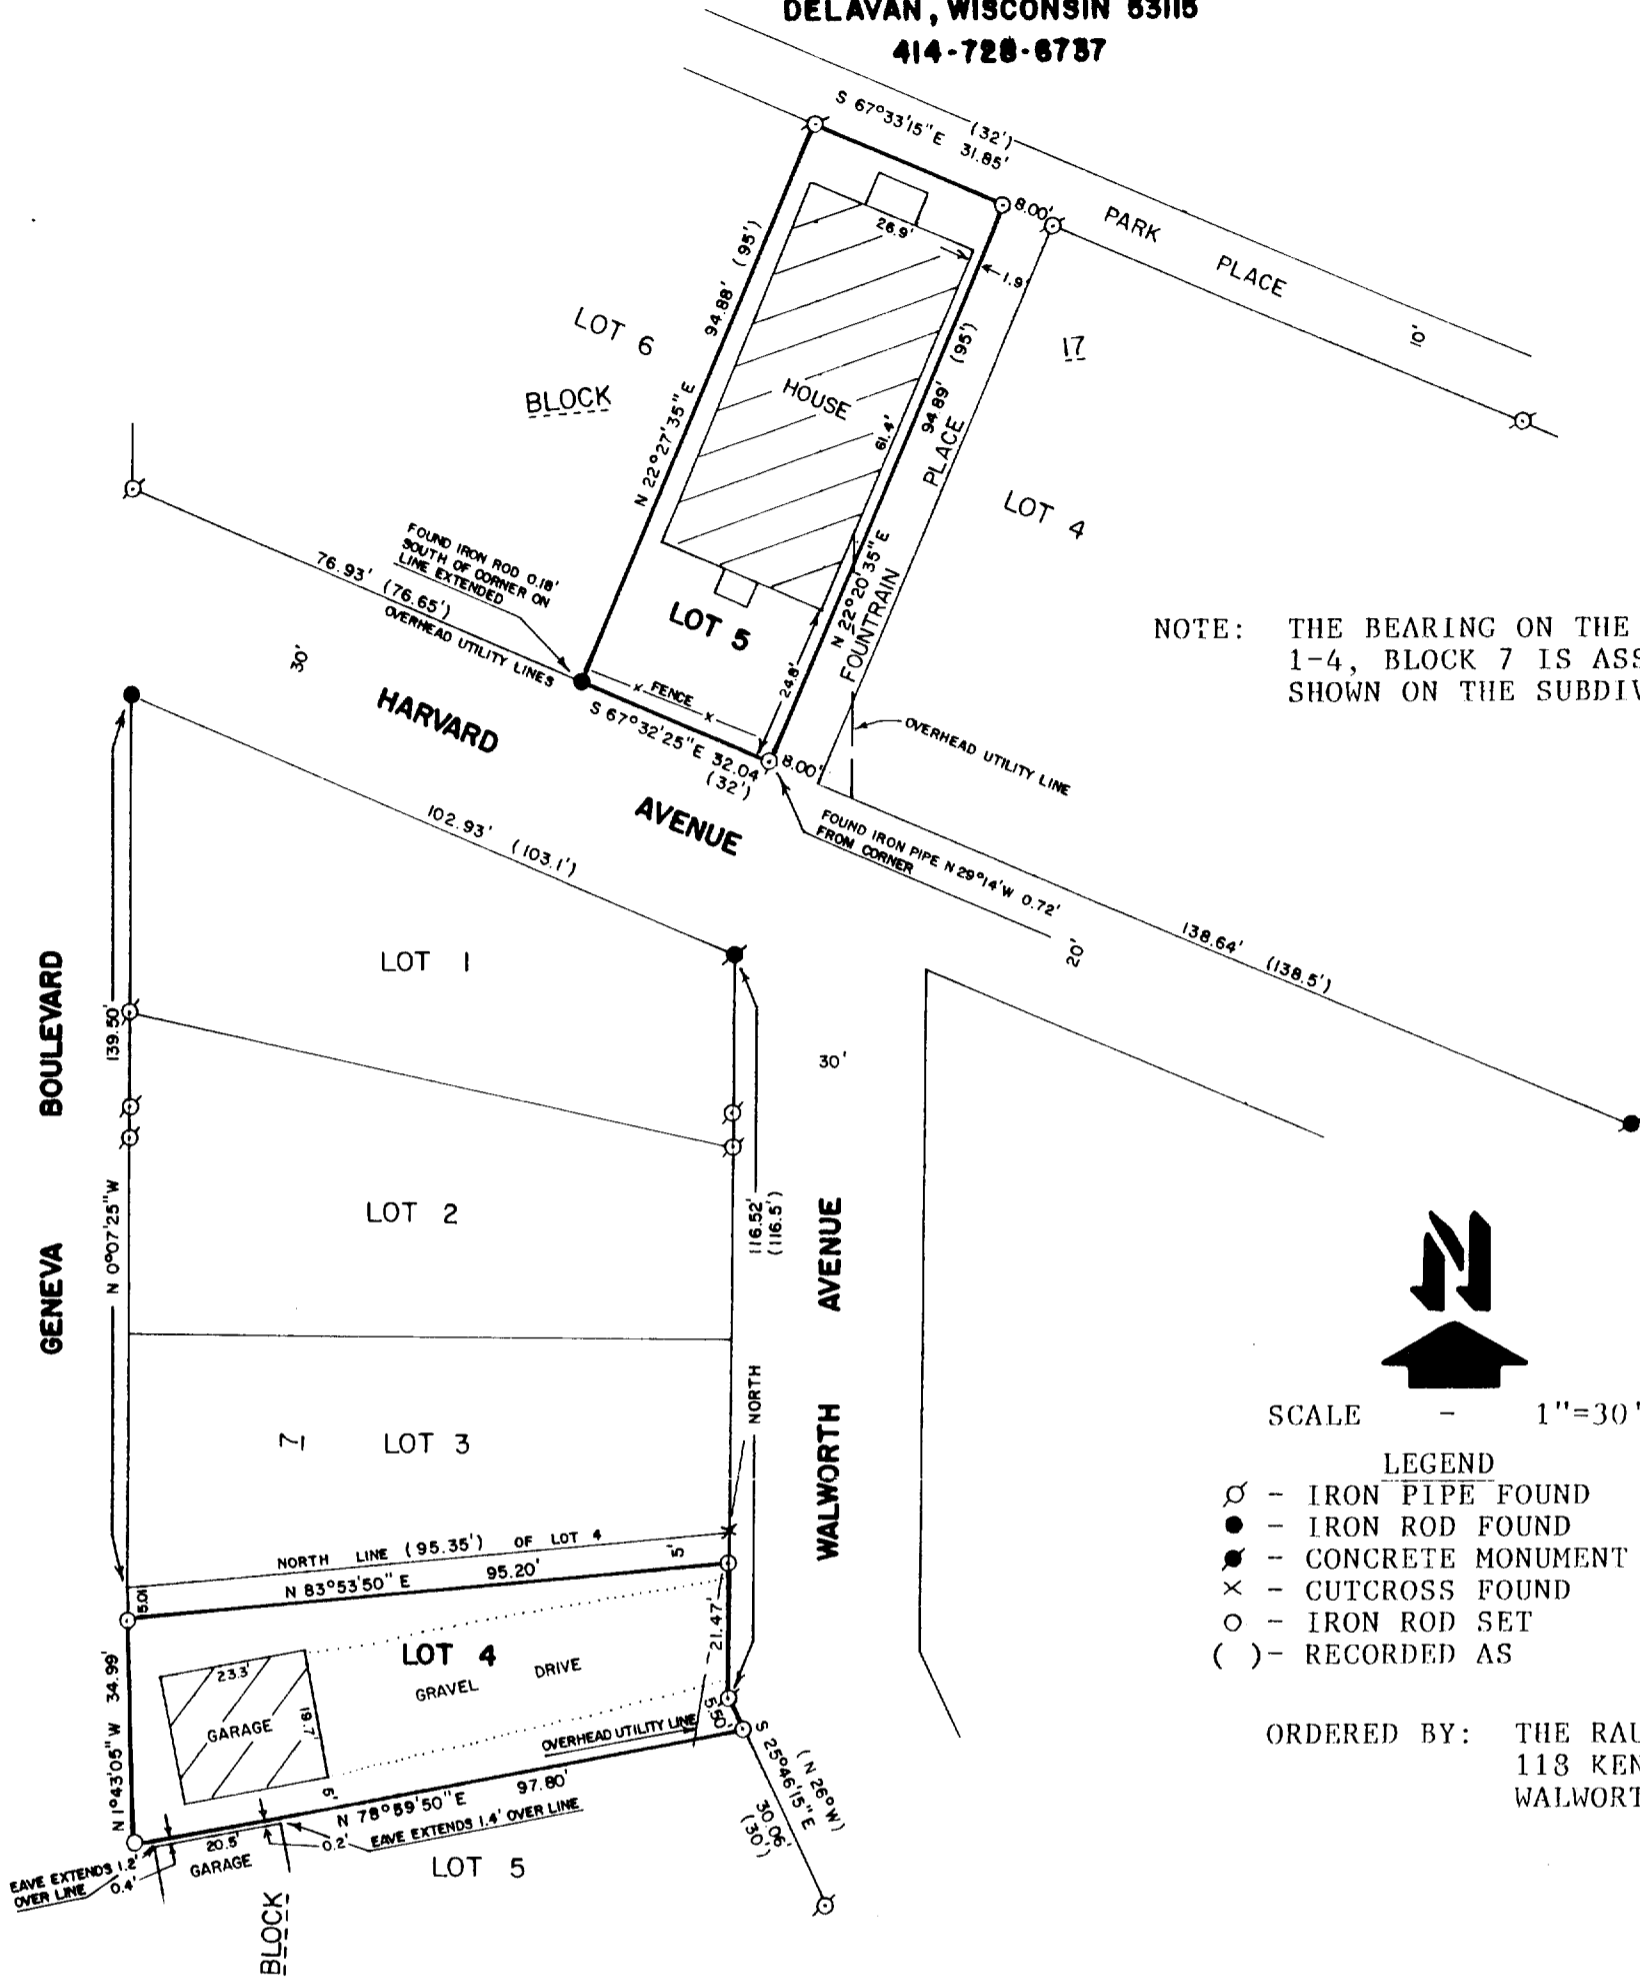 DELAVAN, WISCONSIN 53115
414-728-6737
S 67°33'15" E 31.85'
(32')
8.00'
PARK
PLACE
10'
26.9'
1.9'
94.88' (95')
N 22°27'35" E
LOT 6
BLOCK
HOUSE
61.4'
94.89' (95')
N 22°20'35" E
FOUNTRAIN PLACE
17
LOT 4
FOUND IRON ROD 0.18'
SOUTH OF CORNER ON
LINE EXTENDED
76.93' (76.65')
OVERHEAD UTILITY LINES
30'
LOT 5
24.8'
FENCE
x
x
S 67°32'25" E 32.04'
(32')
8.00'
HARVARD
AVENUE
OVERHEAD UTILITY LINE
FOUND IRON PIPE N 29°14' W 0.72'
FROM CORNER
NOTE: THE BEARING ON THE
1-4, BLOCK 7 IS ASS
SHOWN ON THE SUBDIV
102.93' (103.1')
20'
138.64' (138.5')
LOT 1
GENEVA BOULEVARD
139.50'
N 0°07'25" W
30'
LOT 2
116.52'
(116.5')
NORTH
WALWORTH AVENUE
7
LOT 3
N
SCALE - 1"=30'
LEGEND
- IRON PIPE FOUND
- IRON ROD FOUND
- CONCRETE MONUMENT
X - CUTCROSS FOUND
O - IRON ROD SET
( ) - RECORDED AS
NORTH LINE (95.35') OF LOT 4
5'
5.01
N 83°53'50" E 95.20'
LOT 4
GRAVEL DRIVE
21.47'
N 1°43'05" W 34.99'
23.3'
19.7'
GARAGE
6'
OVERHEAD UTILITY LINE
5.50'
S 25°46'15" E
(N 26° W)
30.06'
(30')
N 78°59'50" E 97.80'
EAVE EXTENDS 1.4' OVER LINE
0.2'
20.5'
GARAGE
LOT 5
EAVE EXTENDS 1.2'
OVER LINE
0.4'
BLOCK
ORDERED BY: THE RAU
118 KEN
WALWORT